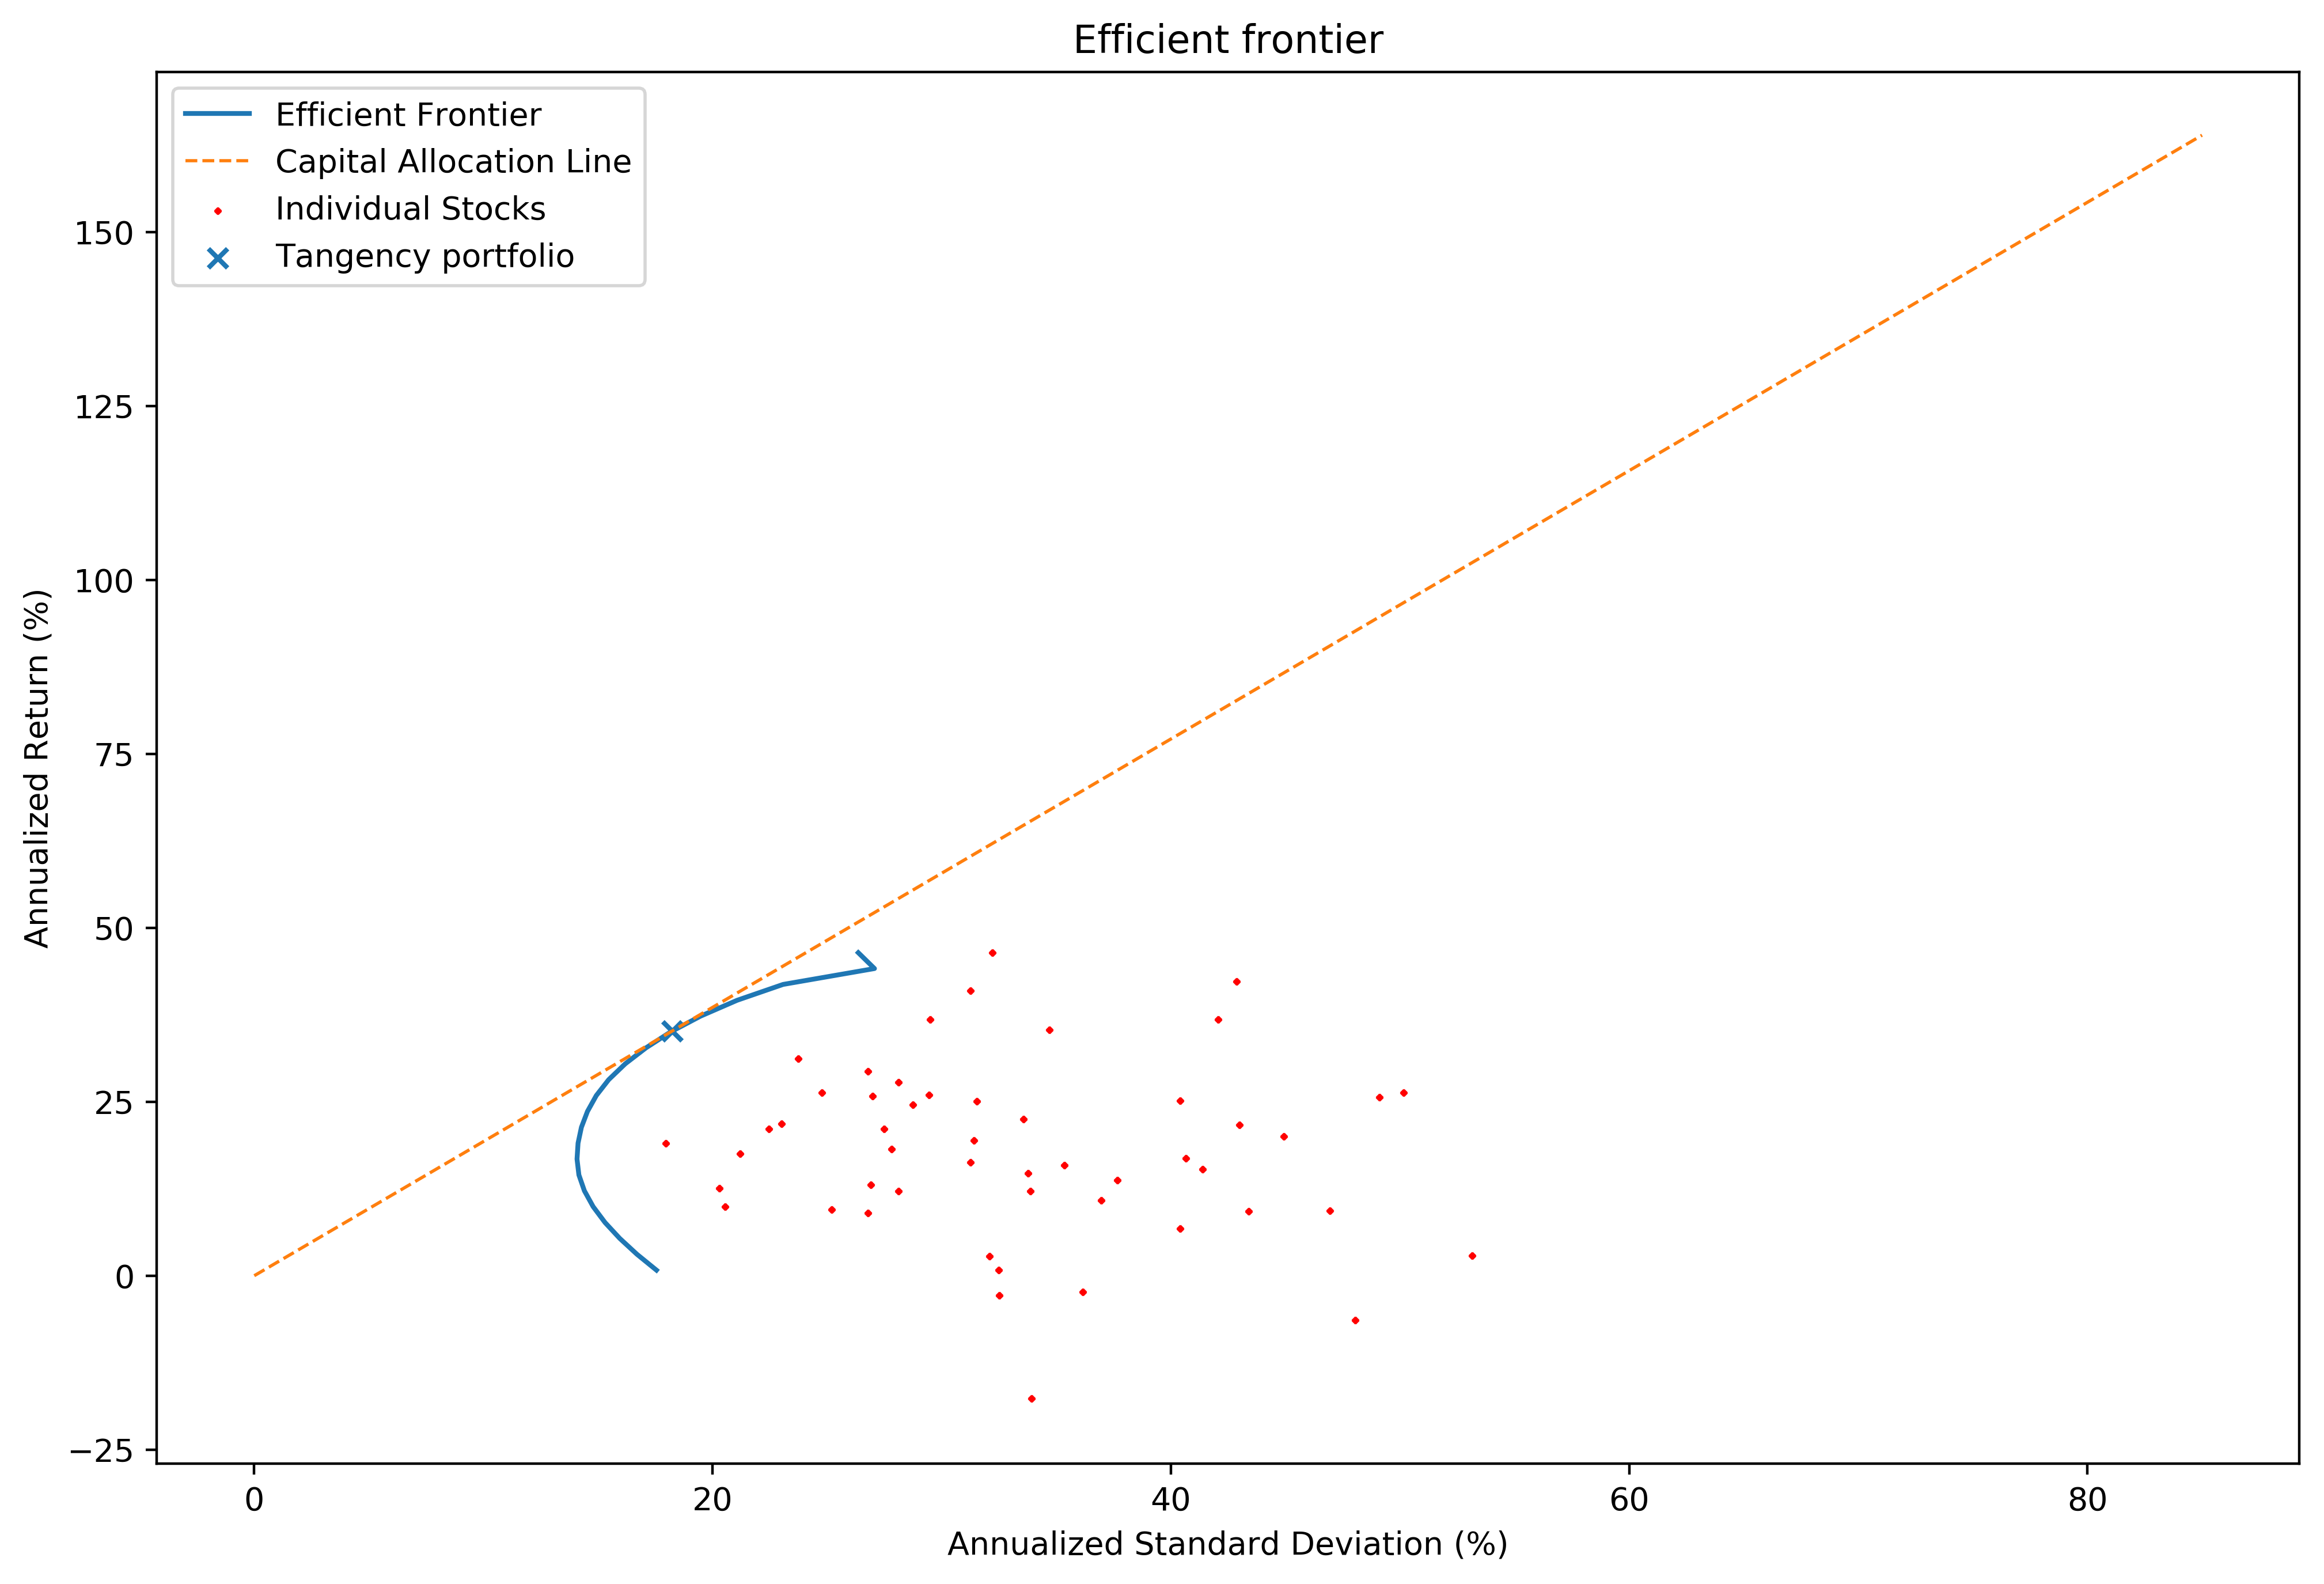 Efficient frontier
Efficient Frontier
Capital Allocation Line
Individual Stocks
Tangency portfolio
150
125
100
75
50
25
0
−25
Annualized Return (%)
0 20 40 60 80
Annualized Standard Deviation (%)